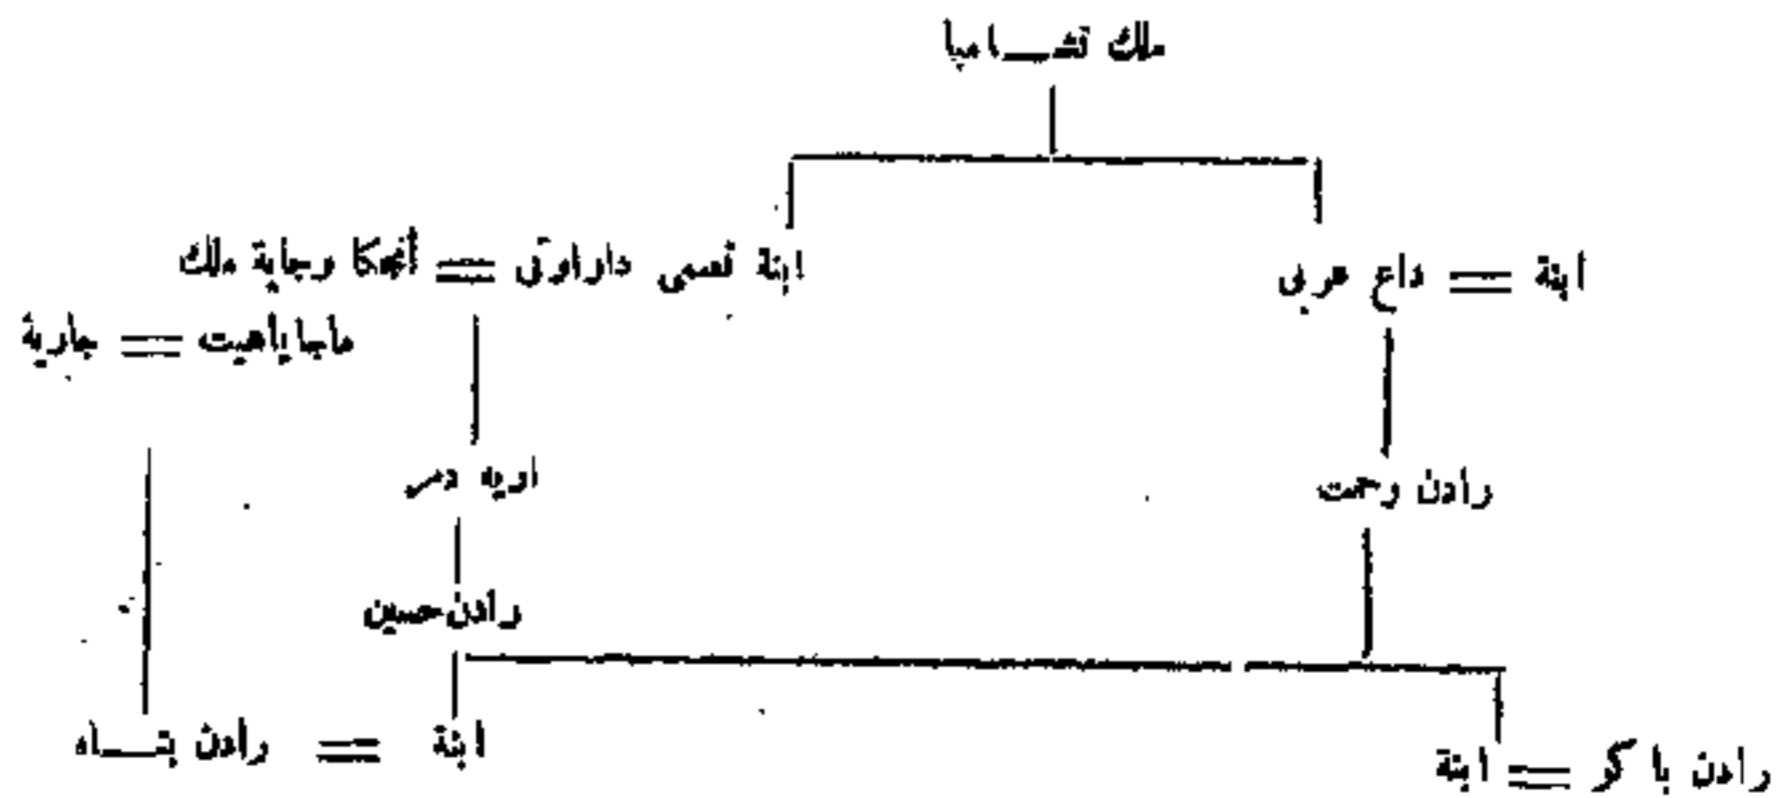 ملك تشامبا
ابنة = داع عربى
ابنة تسمى داراوتى = أنجكا وجاية ملك
ماجاپاهيت = جارية
رادن رحمت
اريه دمر
رادن حسين
رادن باكو = ابنة
ابنة = رادن بتاه